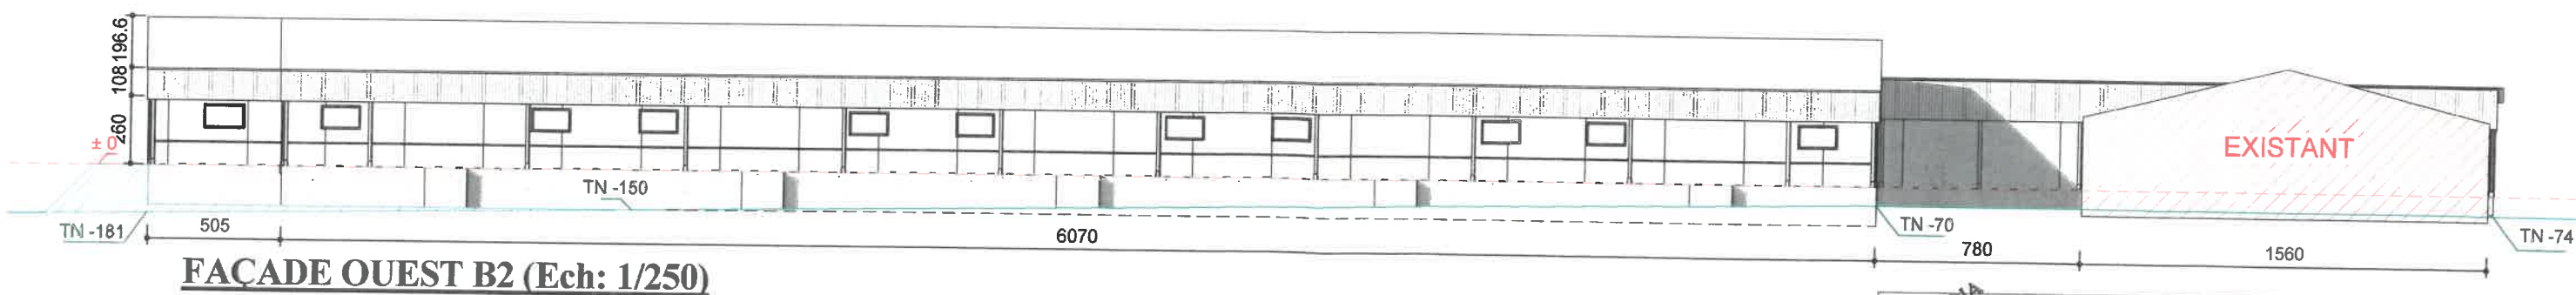 196.6
108
260
± 0
EXISTANT
TN -150
TN -181
505
6070
TN -70
780
1560
TN -74
FAÇADE OUEST B2 (Ech: 1/250)